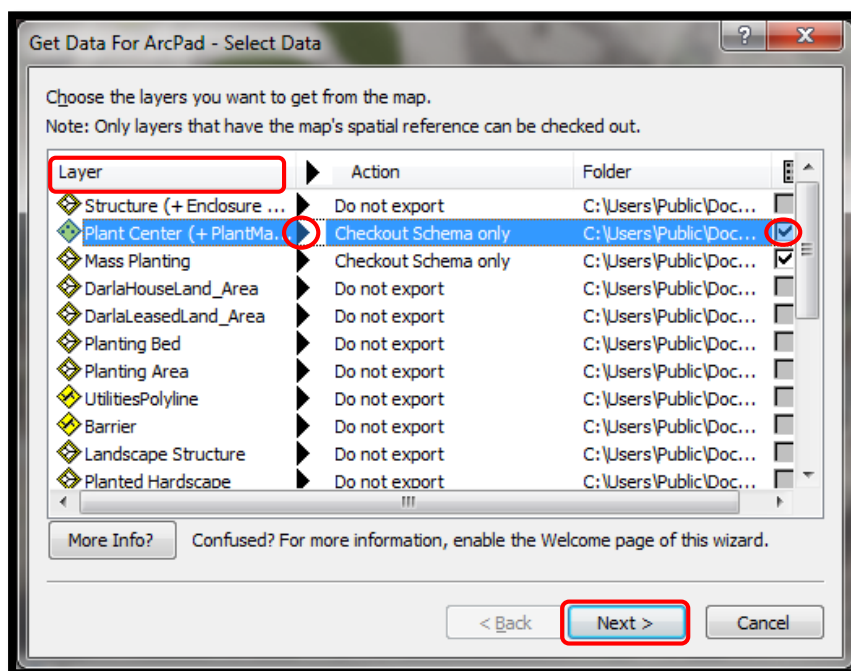 Get Data For ArcPad - Select Data
Choose the layers you want to get from the map.
Note: Only layers that have the map's spatial reference can be checked out.
Layer Action Folder
Structure (+ Enclosure ... Do not export C:\Users\Public\Doc...
Plant Center (+ PlantMa... Checkout Schema only C:\Users\Public\Doc...
Mass Planting Checkout Schema only C:\Users\Public\Doc...
DarlaHouseLand_Area Do not export C:\Users\Public\Doc...
DarlaLeasedLand_Area Do not export C:\Users\Public\Doc...
Planting Bed Do not export C:\Users\Public\Doc...
Planting Area Do not export C:\Users\Public\Doc...
UtilitiesPolyline Do not export C:\Users\Public\Doc...
Barrier Do not export C:\Users\Public\Doc...
Landscape Structure Do not export C:\Users\Public\Doc...
Planted Hardscape Do not export C:\Users\Public\Doc...
More Info? Confused? For more information, enable the Welcome page of this wizard.
< Back Next > Cancel